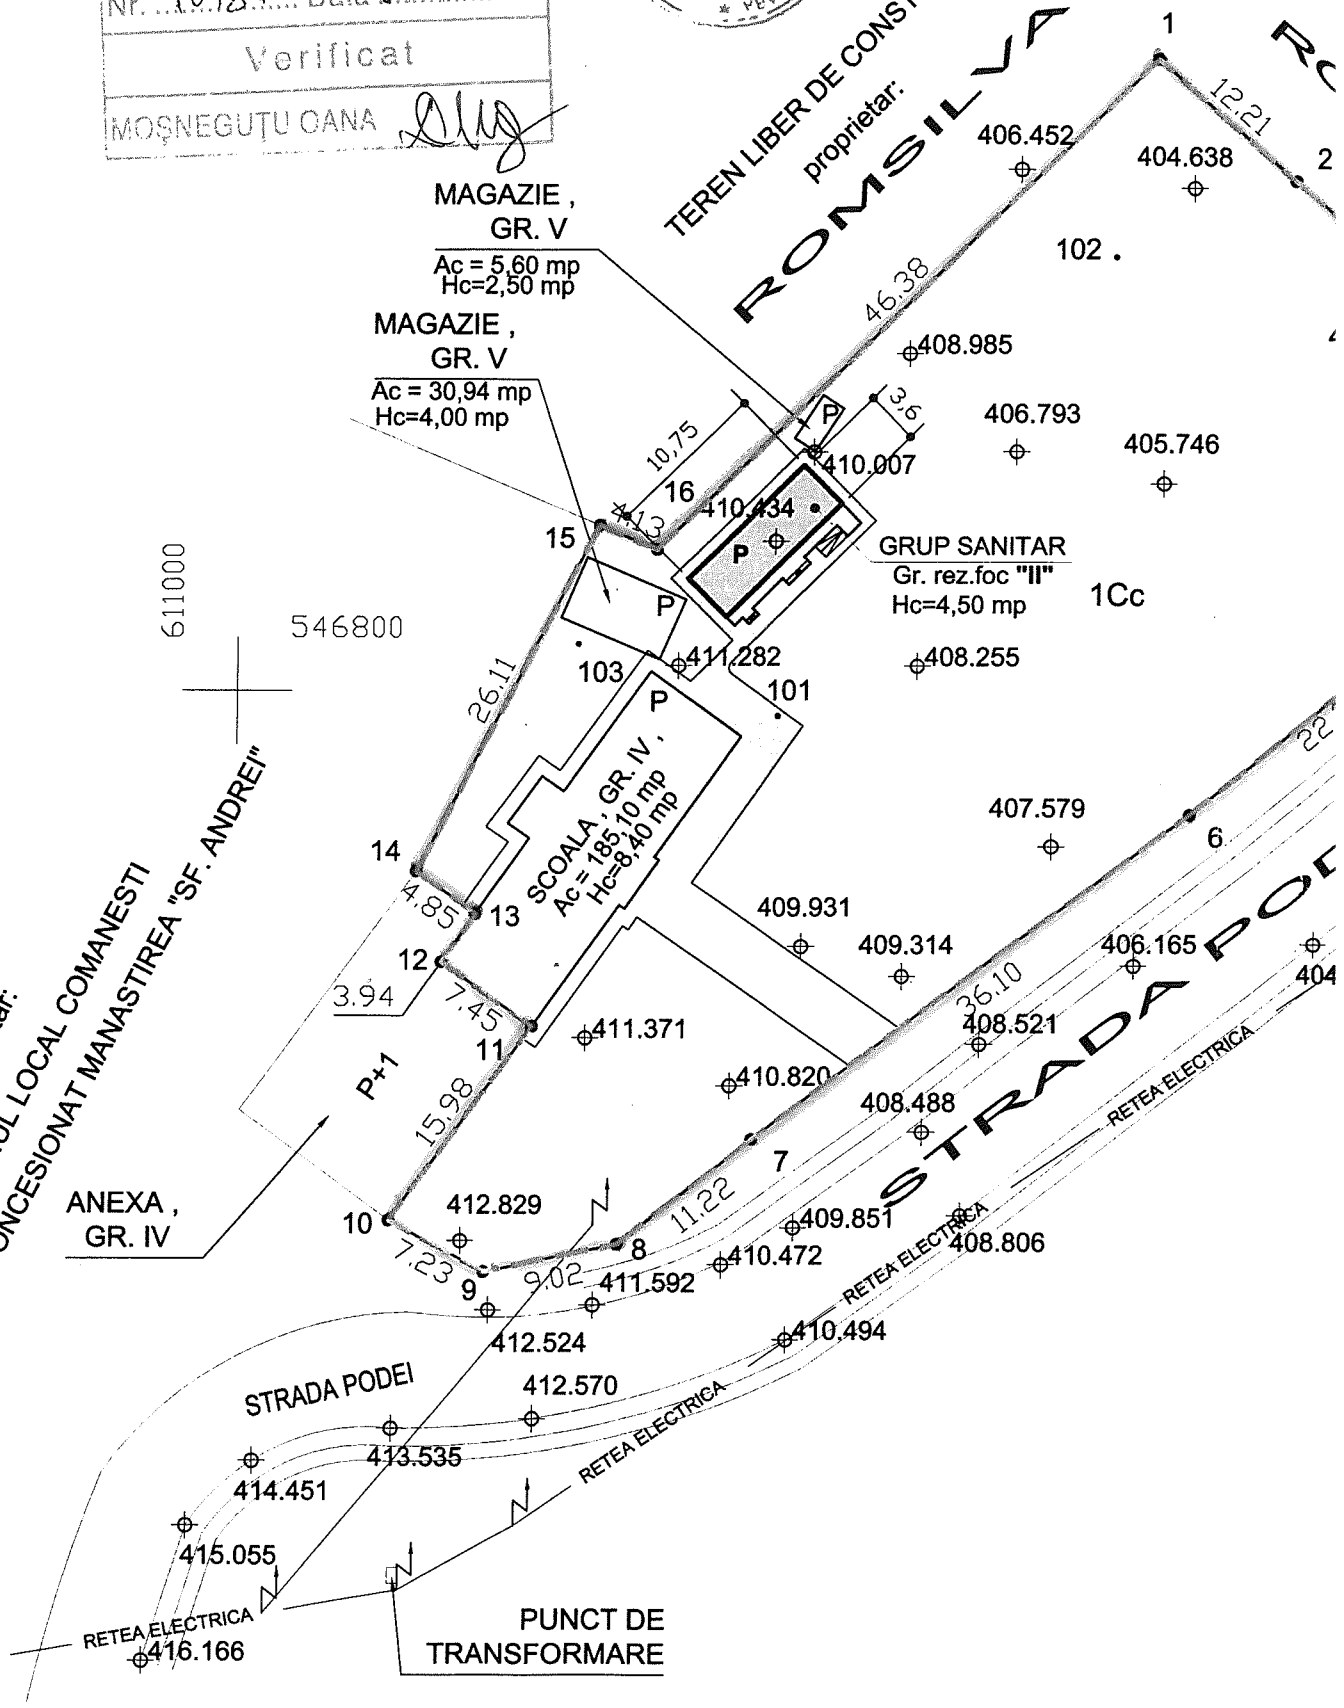 Nr.
Verificat
MOȘNEGUȚU OANA
TEREN LIBER DE CONST
proprietar:
ROMSILVA
1
12.21
2
406.452
404.638
102 .
46.38
MAGAZIE ,
GR. V
Ac = 5,60 mp
Hc=2,50 mp
MAGAZIE ,
GR. V
Ac = 30,94 mp
Hc=4,00 mp
408.985
P
3,6
406.793
405.746
10,75
410.007
16
4.13
410.434
15
P
GRUP SANITAR
Gr. rez.foc "II"
Hc=4,50 mp
1Cc
611000
546800
P
103
411.282
408.255
101
P
26.11
SCOALA , GR. IV ,
Ac = 185,10 mp
Hc=8,40 mp
22
407.579
6
14
4.85
13
12
3.94
7.45
11
409.931
409.314
406.165
404
36.10
408.521
411.371
410.820
408.488
STRADA POD
RETEA ELECTRICA
LOCAL COMANESTI
CONCESIONAT MANASTIREA "SF. ANDREI"
P+1
15.98
7
ANEXA ,
GR. IV
10
412.829
11.22
409.851
408.806
8
410.472
7.23
9
9.02
411.592
RETEA ELECTRICA
412.524
410.494
STRADA PODEI
412.570
413.535
RETEA ELECTRICA
414.451
415.055
RETEA ELECTRICA
416.166
PUNCT DE
TRANSFORMARE